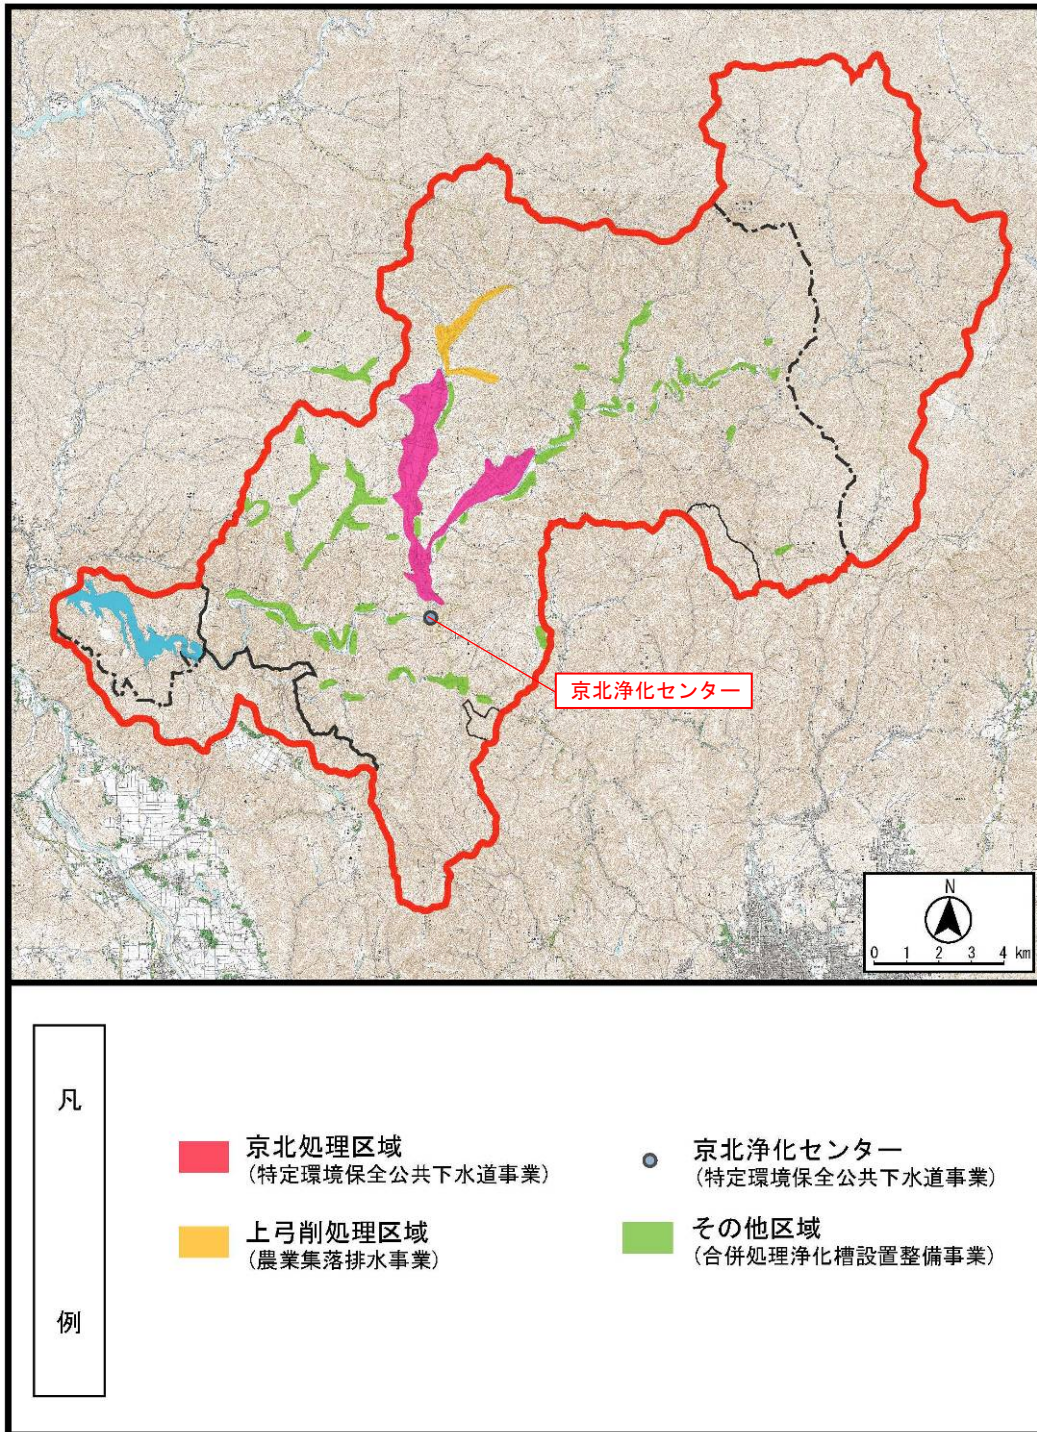 京北浄化センター
N
0 1 2 3 4 km
凡
例
京北処理区域
(特定環境保全公共下水道事業)
上弓削処理区域
(農業集落排水事業)
京北浄化センター
(特定環境保全公共下水道事業)
その他区域
(合併処理浄化槽設置整備事業)